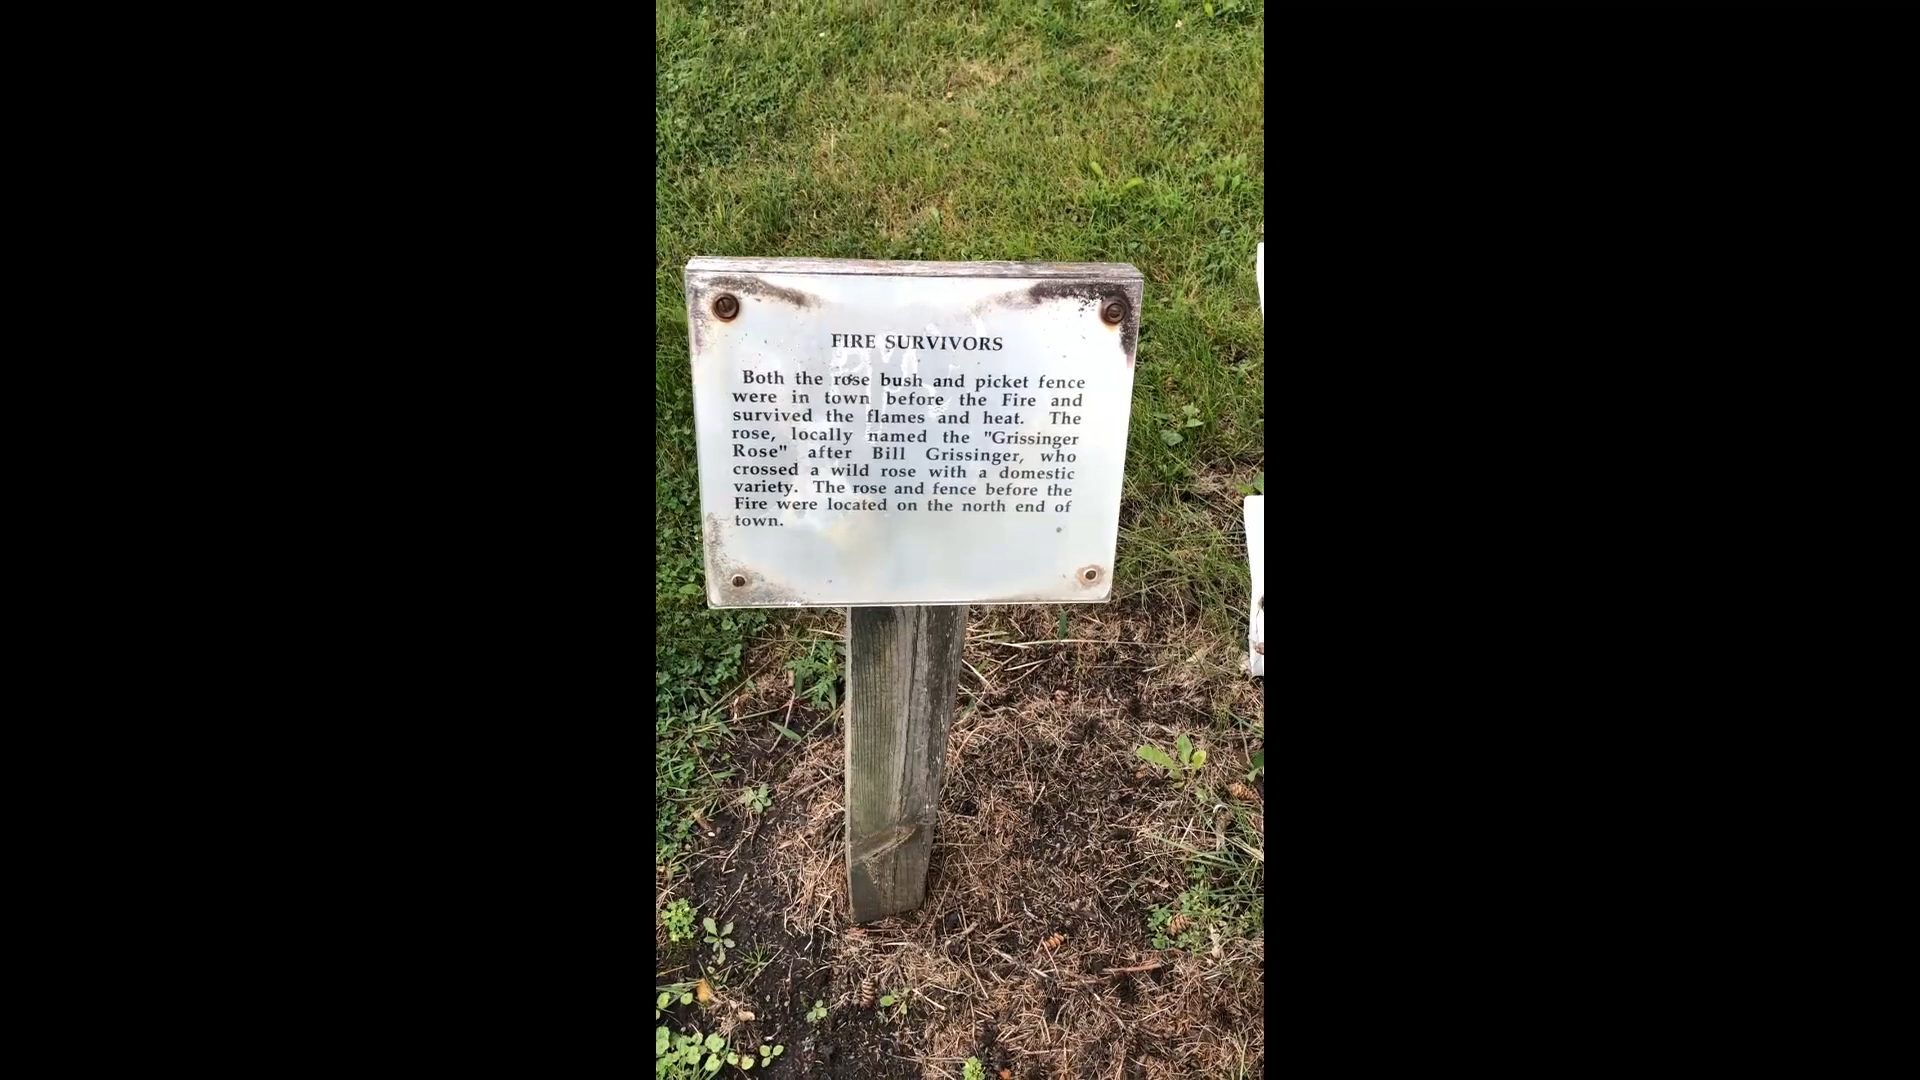 FIRE SURVIVORS
Both the rose bush and picket fence
were in town before the Fire and
survived the flames and heat. The
rose, locally named the "Grissinger
Rose" after Bill Grissinger, who
crossed a wild rose with a domestic
variety. The rose and fence before the
Fire were located on the north end of
town.